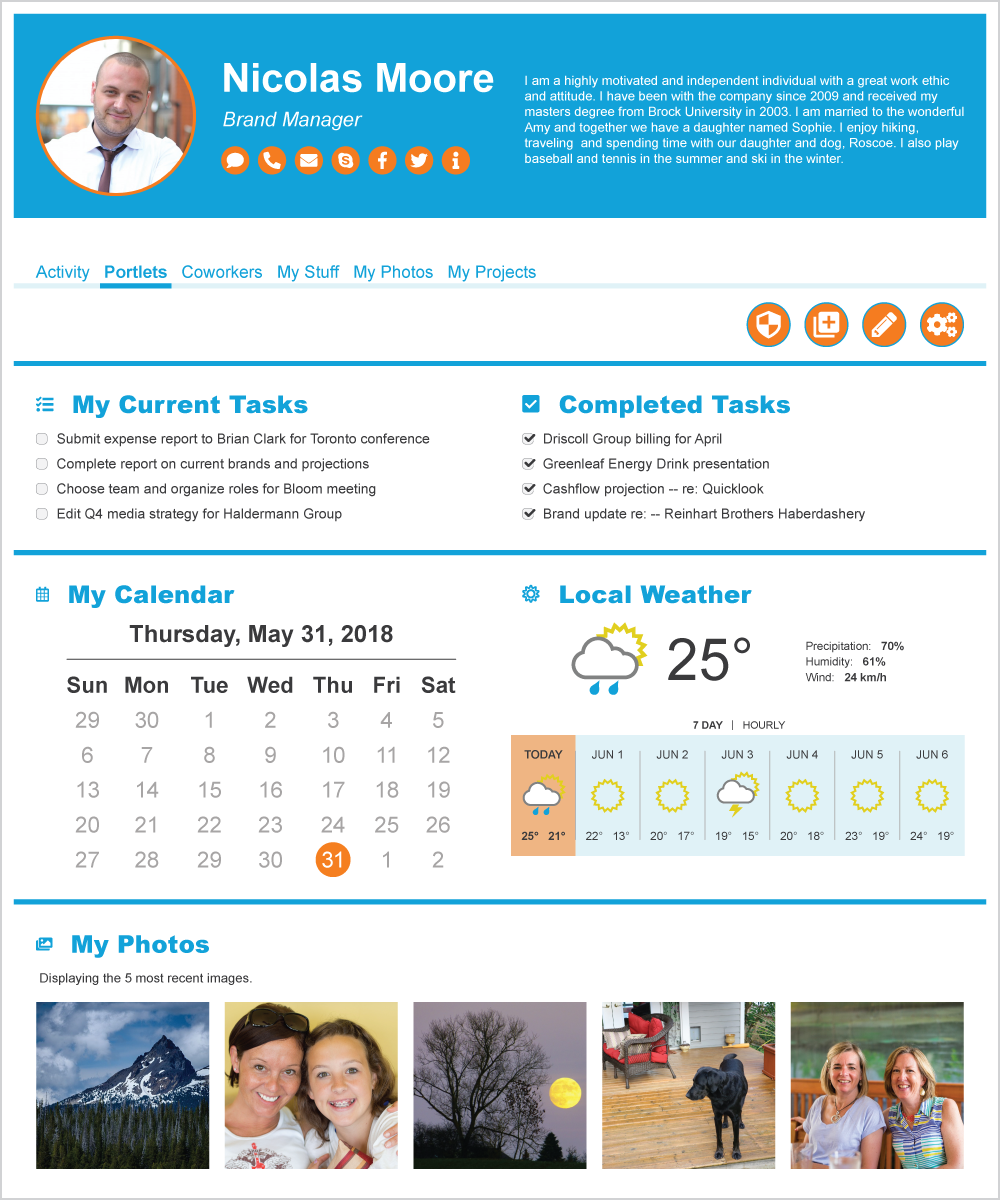 Nicolas Moore
Brand Manager
I am a highly motivated and independent individual with a great work ethic
and attitude. I have been with the company since 2009 and received my
masters degree from Brock University in 2003. I am married to the wonderful
Amy and together we have a daughter named Sophie. I enjoy hiking,
traveling  and spending time with our daughter and dog, Roscoe. I also play
baseball and tennis in the summer and ski in the winter.
Activity Portlets Coworkers My Stuff My Photos My Projects
My Current Tasks
Submit expense report to Brian Clark for Toronto conference
Complete report on current brands and projections
Choose team and organize roles for Bloom meeting
Edit Q4 media strategy for Haldermann Group
Completed Tasks
Driscoll Group billing for April
Greenleaf Energy Drink presentation
Cashflow projection -- re: Quicklook
Brand update re: -- Reinhart Brothers Haberdashery
My Calendar
Thursday, May 31, 2018
Sun Mon Tue Wed Thu Fri Sat
29 30 1 2 3 4 5
6 7 8 9 10 11 12
13 14 15 16 17 18 19
20 21 22 23 24 25 26
27 28 29 30 31 1 2
Local Weather
25°
Precipitation: 70%
Humidity: 61%
Wind: 24 km/h
7 DAY | HOURLY
TODAY JUN 1 JUN 2 JUN 3 JUN 4 JUN 5 JUN 6
25° 21° 22° 13° 20° 17° 19° 15° 20° 18° 23° 19° 24° 19°
My Photos
Displaying the 5 most recent images.